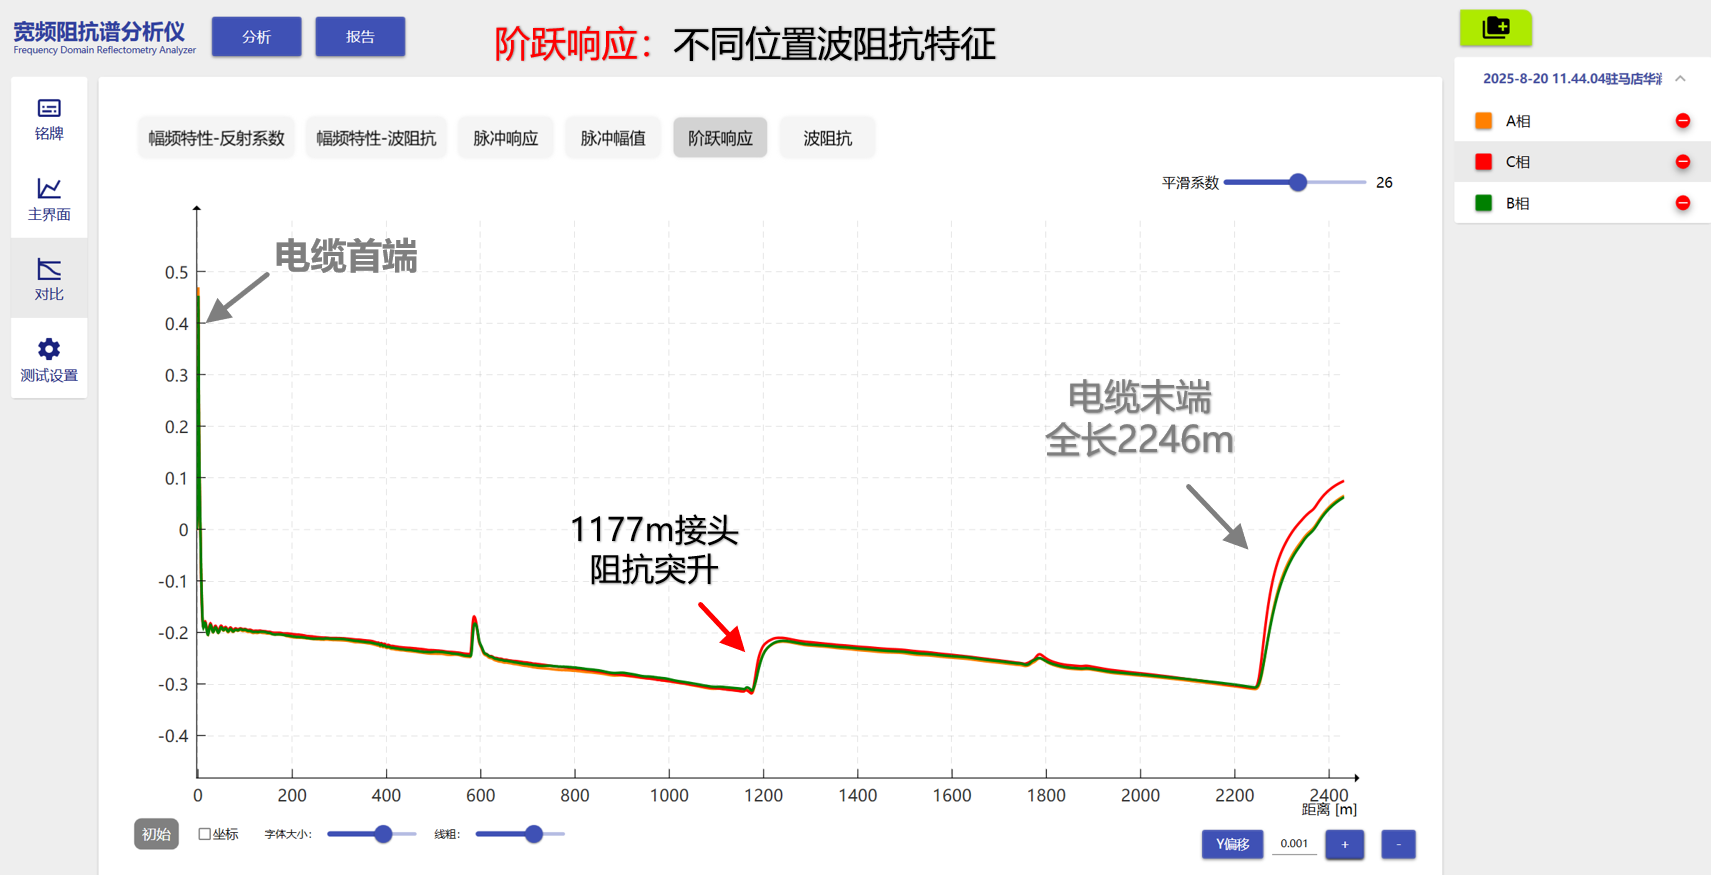 宽频阻抗谱分析仪
Frequency Domain Reflectometry Analyzer
分析
报告
阶跃响应：不同位置波阻抗特征
铭牌
主界面
对比
测试设置
幅频特性-反射系数
幅频特性-波阻抗
脉冲响应
脉冲幅值
阶跃响应
波阻抗
平滑系数
26
电缆首端
电缆末端
全长2246m
1177m接头
阻抗突升
0.5
0.4
0.3
0.2
0.1
0
-0.1
-0.2
-0.3
-0.4
0
200
400
600
800
1000
1200
1400
1600
1800
2000
2200
2400
距离 [m]
初始
坐标
字体大小：
线粗：
Y偏移
0.001
+
-
2025-8-20 11.44.04驻马店华
A相
C相
B相